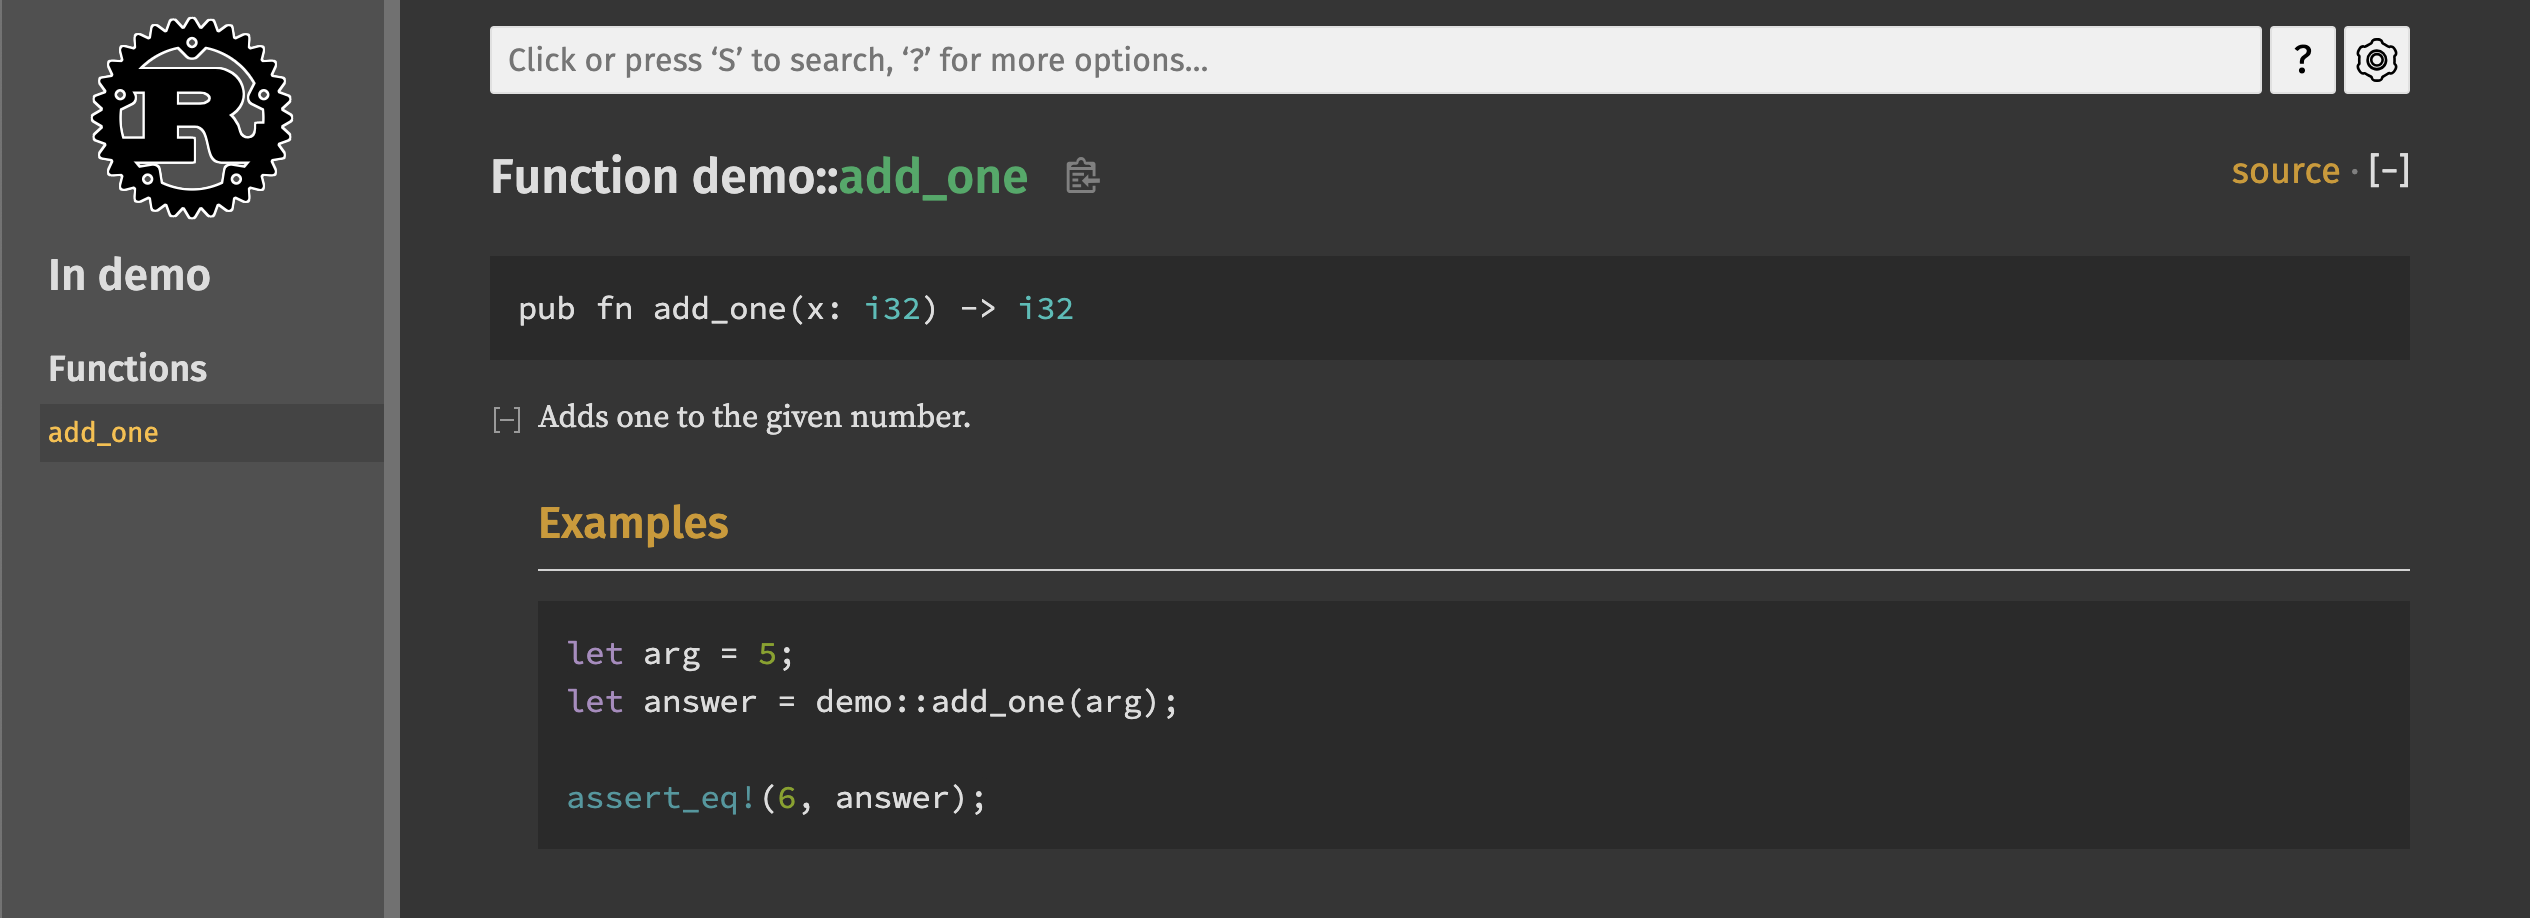 R
In demo
Functions
add_one
Click or press ‘S’ to search, ‘?’ for more options…
?
Function demo::add_one
source · [−]
pub fn add_one(x: i32) -> i32
[−] Adds one to the given number.
Examples
let arg = 5;
let answer = demo::add_one(arg);
assert_eq!(6, answer);